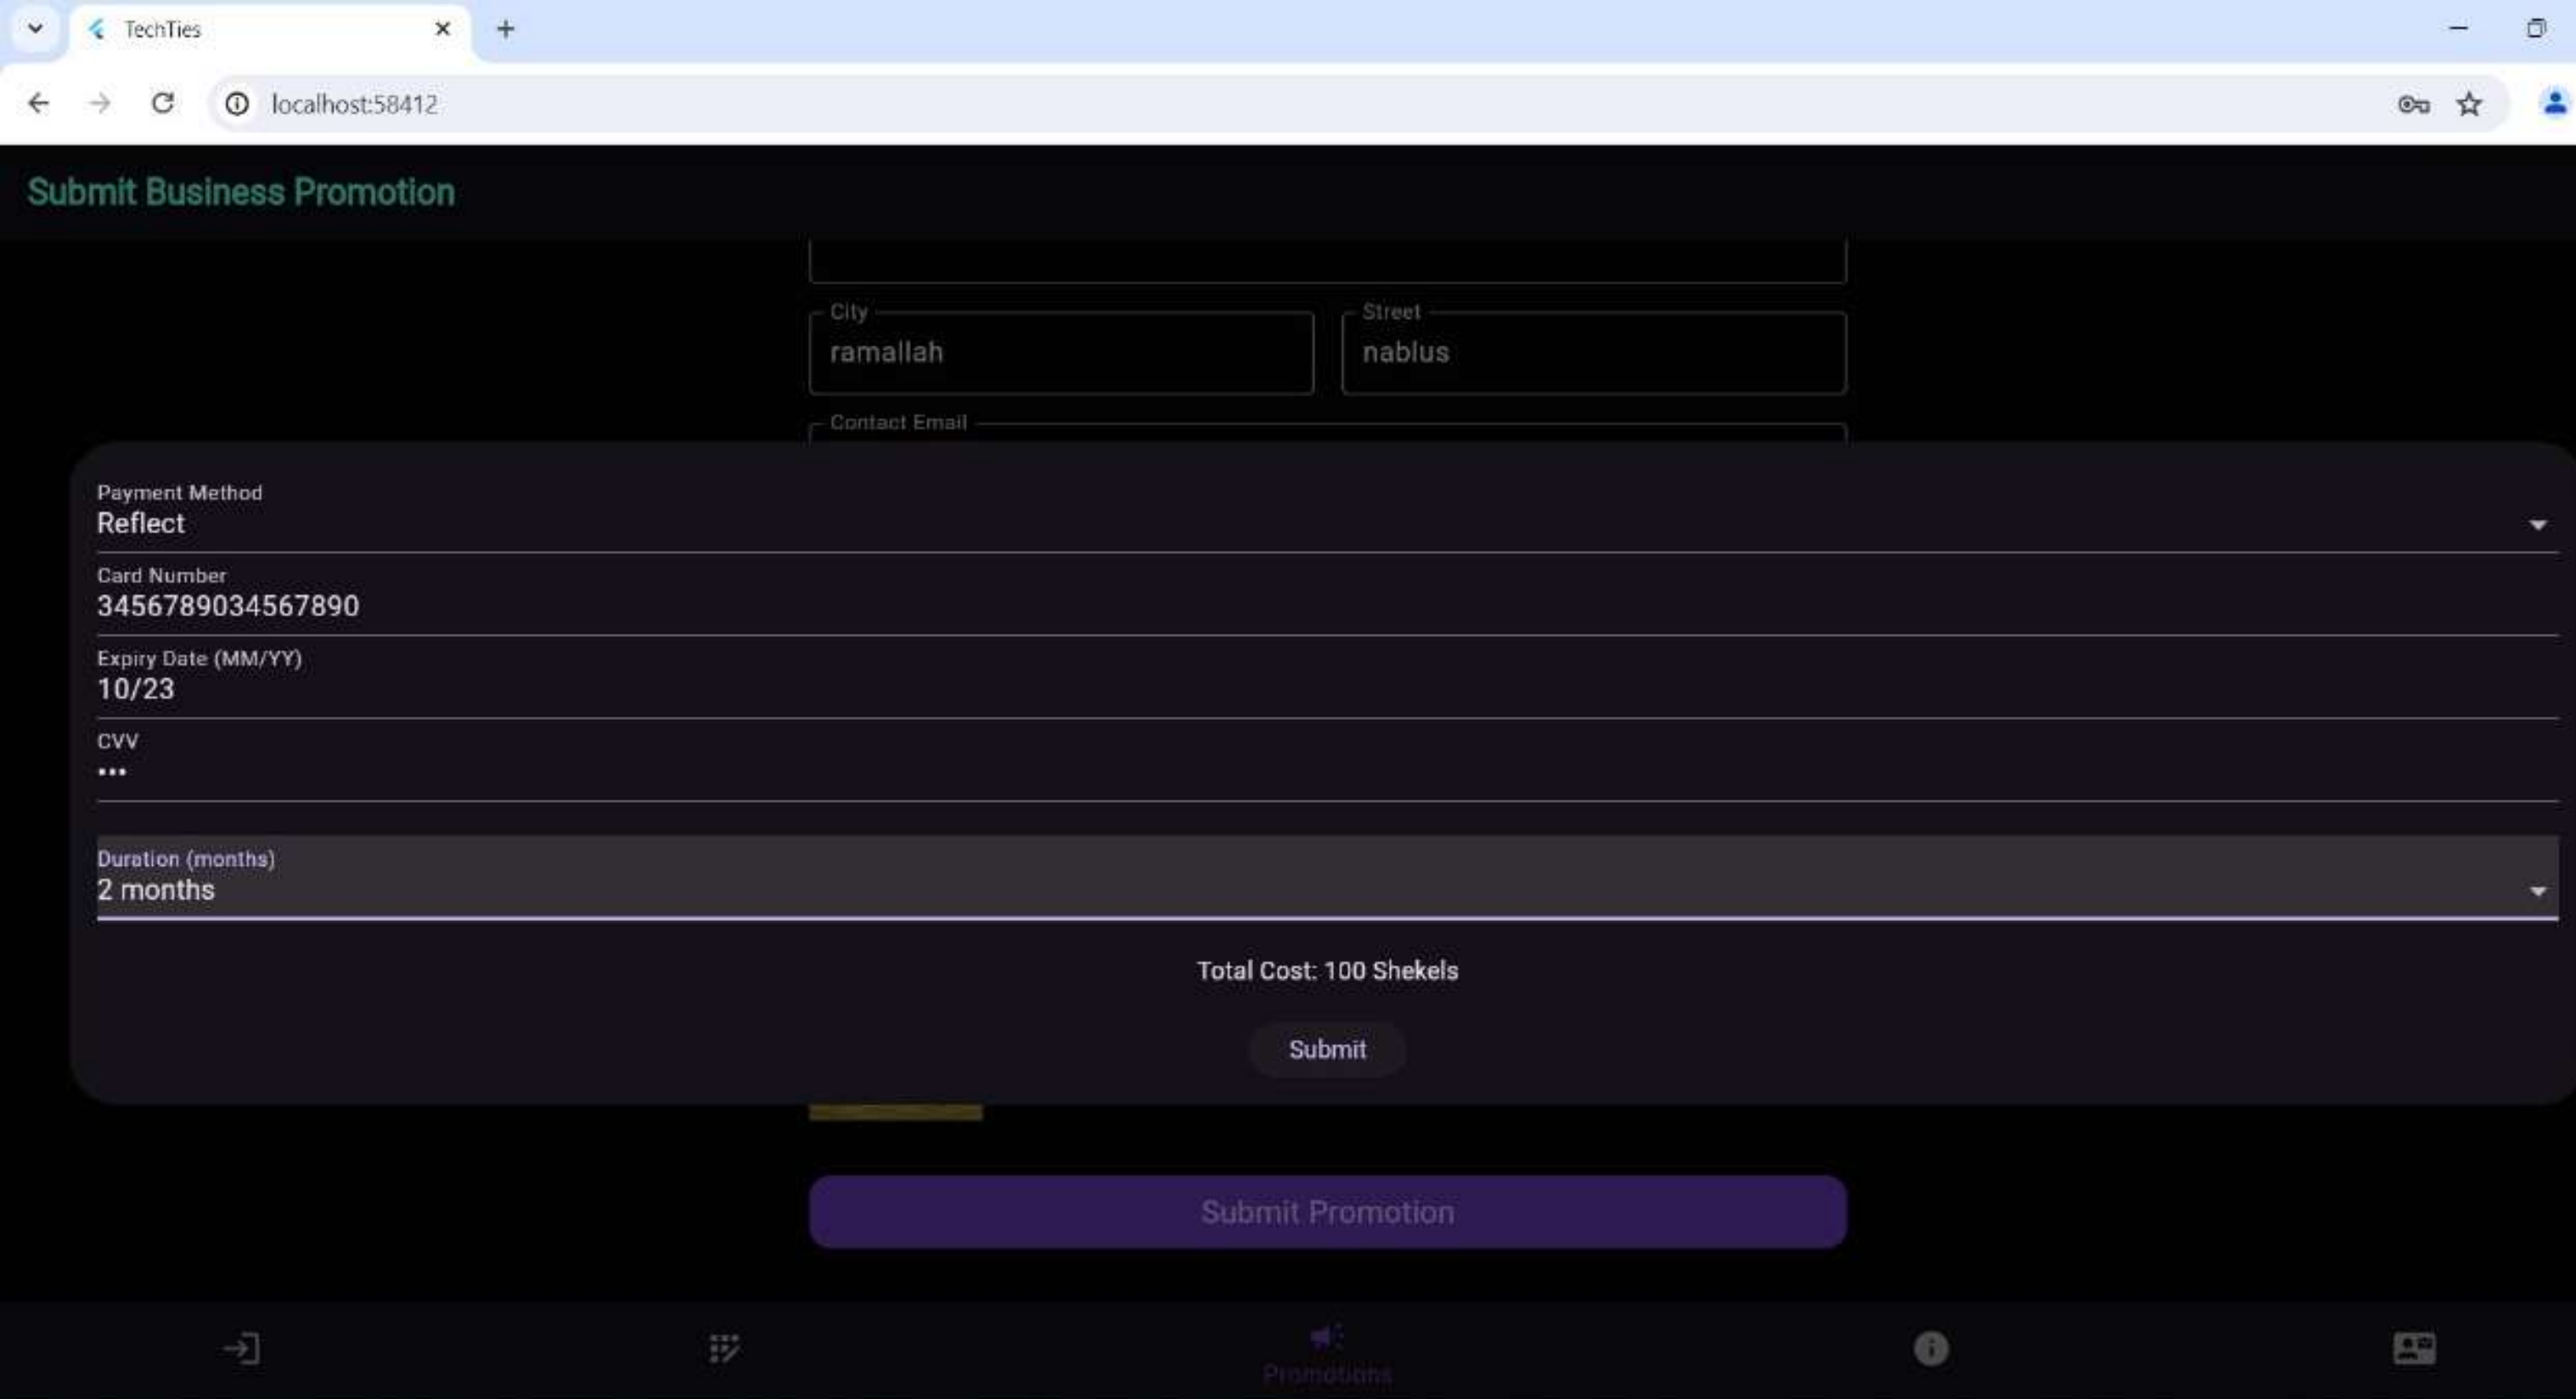 TechTies
localhost:58412
Submit Business Promotion
City
ramallah
Street
nablus
Contact Email
Payment Method
Reflect
Card Number
3456789034567890
Expiry Date (MM/YY)
10/23
CVV
•••
Duration (months)
2 months
Total Cost: 100 Shekels
Submit
Submit Promotion
Promotions